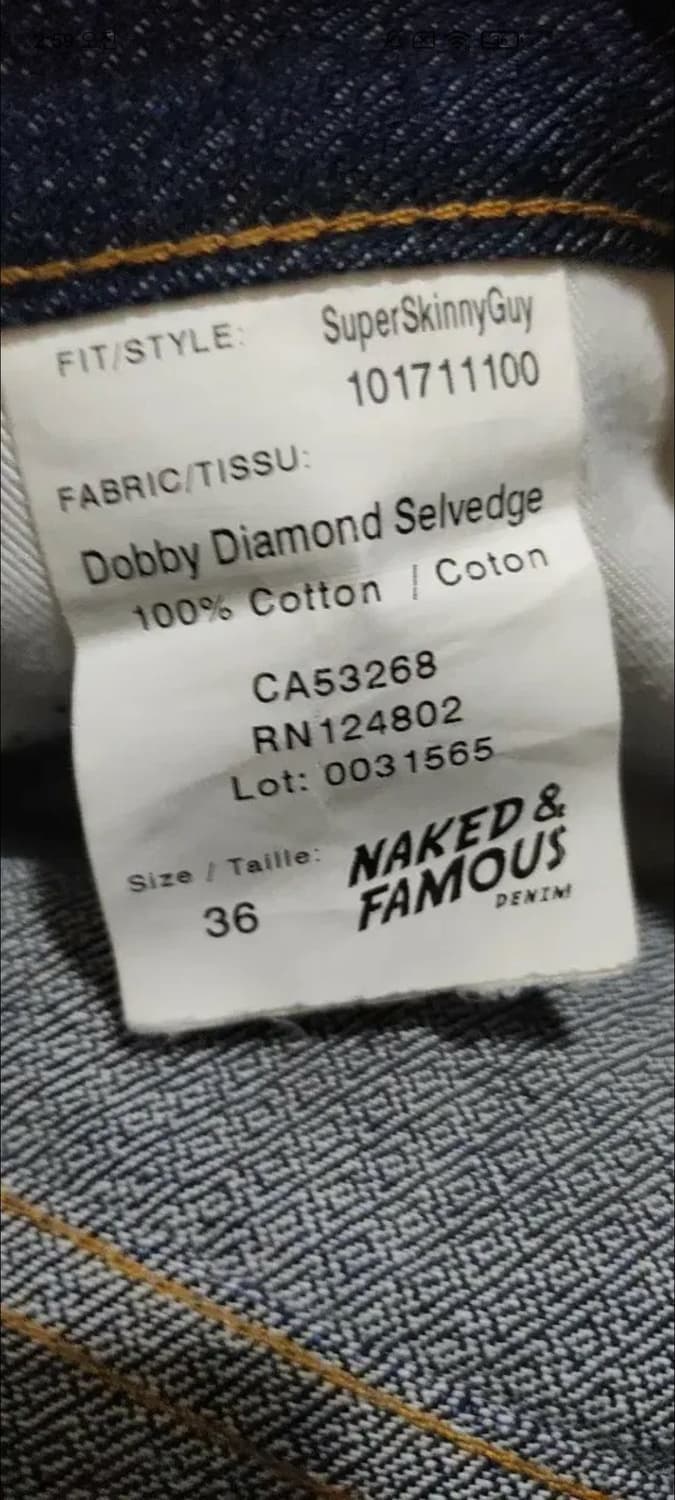 FIT/STYLE: SuperSkinnyGuy
101711100
FABRIC/TISSU:
Dobby Diamond Selvedge
100% Cotton / Coton
CA53268
RN124802
Lot: 0031565
Size / Taille:
36
NAKED &
FAMOUS
DENIM